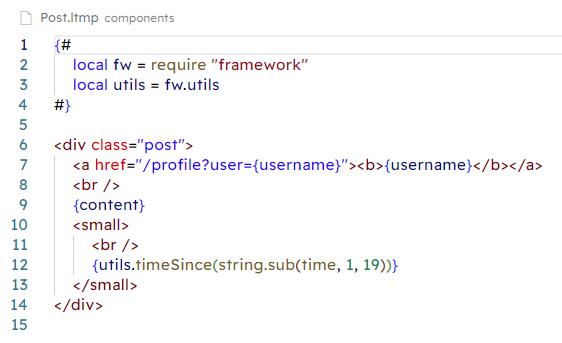 Post.ltmp components
1 {#
2 local fw = require "framework"
3 local utils = fw.utils
4 #}
5
6 <div class="post">
7 <a href="/profile?user={username}"><b>{username}</b></a>
8 <br />
9 {content}
10 <small>
11 <br />
12 {utils.timeSince(string.sub(time, 1, 19))}
13 </small>
14 </div>
15